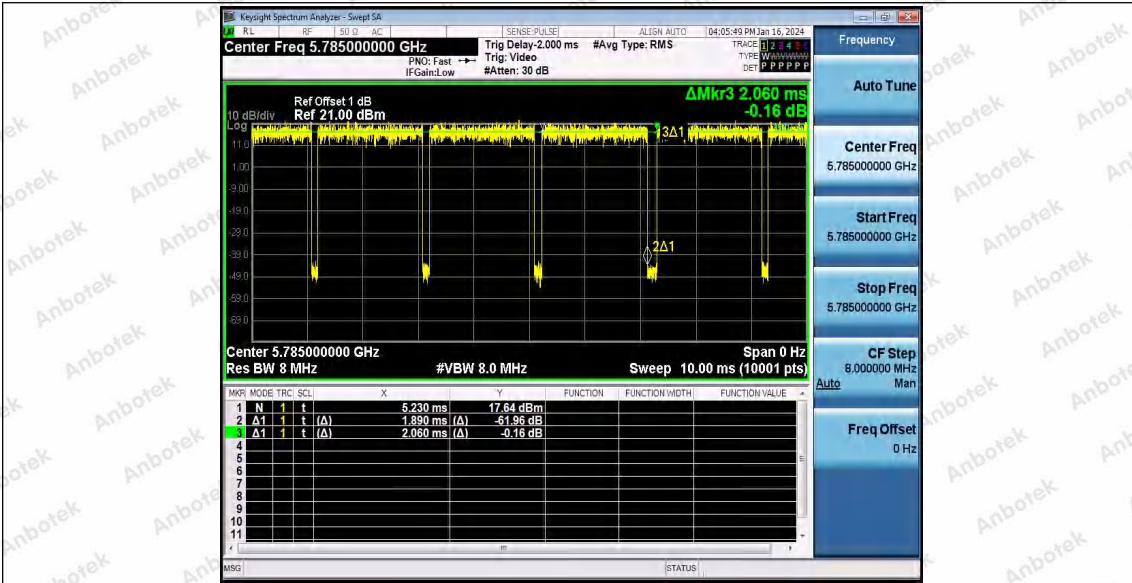 Keysight Spectrum Analyzer - Swept SA
RL RF 50 Ω AC SENSE:PULSE ALIGN AUTO 04:05:49 PM Jan 16, 2024
Center Freq 5.785000000 GHz
PNO: Fast
IFGain:Low
Trig Delay-2.000 ms
Trig: Video
#Atten: 30 dB
#Avg Type: RMS
TRACE 1 2 3 4 5 6
TYPE W
DET P P P P P P
ΔMkr3 2.060 ms
-0.16 dB
Ref Offset 1 dB
10 dB/div Ref 21.00 dBm
Log
11.0
1.00
-9.00
-19.0
-29.0
-39.0
-49.0
-59.0
-69.0
3Δ1
2Δ1
Center 5.785000000 GHz Span 0 Hz
Res BW 8 MHz #VBW 8.0 MHz Sweep 10.00 ms (10001 pts)
MKR MODE TRC SCL X Y FUNCTION FUNCTION WIDTH FUNCTION VALUE
1 N 1 t 5.230 ms 17.64 dBm
2 Δ1 1 t (Δ) 1.890 ms (Δ) -61.96 dB
3 Δ1 1 t (Δ) 2.060 ms (Δ) -0.16 dB
4
5
6
7
8
9
10
11
MSG STATUS
Frequency
Auto Tune
Center Freq
5.785000000 GHz
Start Freq
5.785000000 GHz
Stop Freq
5.785000000 GHz
CF Step
8.000000 MHz
Auto Man
Freq Offset
0 Hz
Anbotek